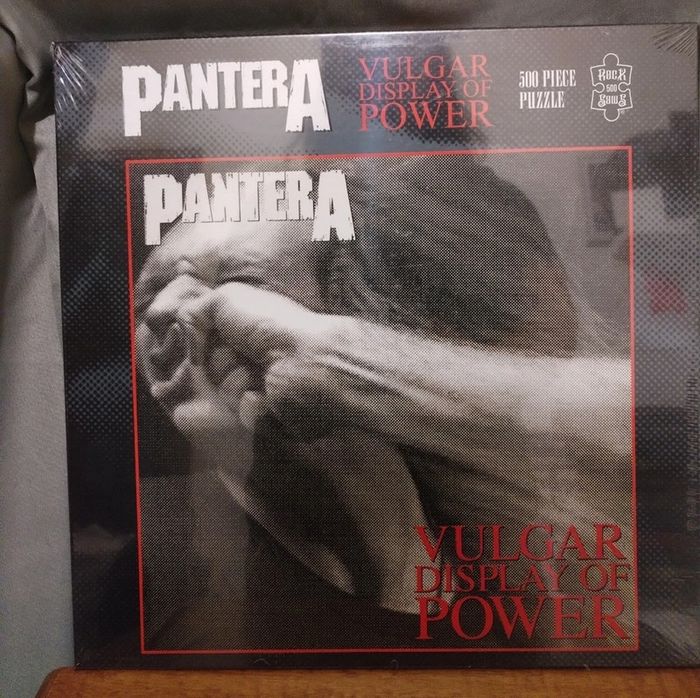 PANTERA
VULGAR
DISPLAY OF
POWER
500 PIECE
PUZZLE
ROCK
500
SAWS
PANTERA
VULGAR
DISPLAY OF
POWER